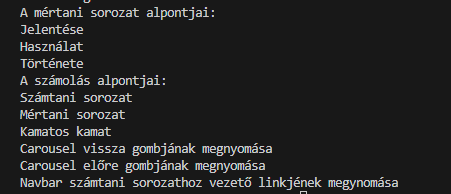 A mértani sorozat alpontjai:
Jelentése
Használat
Története
A számolás alpontjai:
Számtani sorozat
Mértani sorozat
Kamatos kamat
Carousel vissza gombjának megnyomása
Carousel előre gombjának megnyomása
Navbar számtani sorozathoz vezető linkjének megynomása